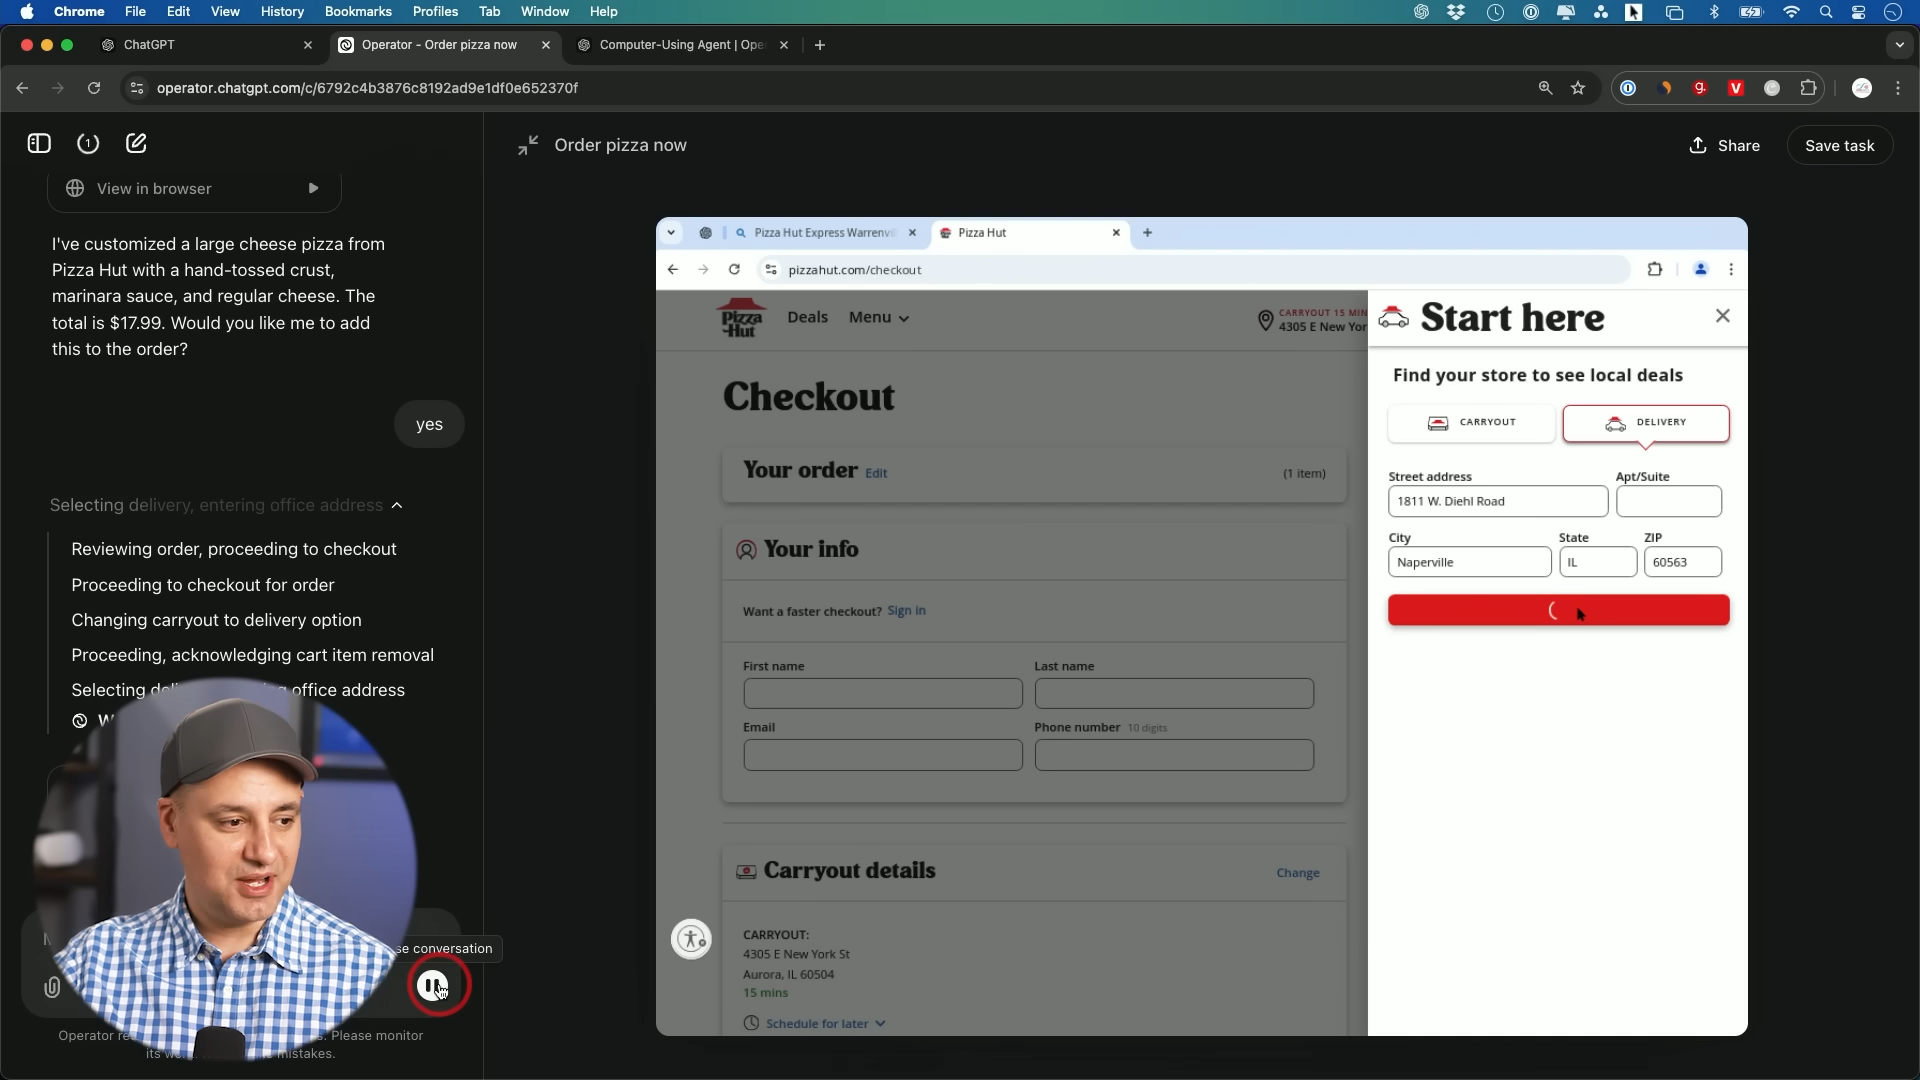 Chrome File Edit View History Bookmarks Profiles Tab Window Help
ChatGPT
Operator - Order pizza now
Computer-Using Agent | Ope
operator.chatgpt.com/c/6792c4b3876c8192ad9e1df0e652370f
1
View in browser
I've customized a large cheese pizza from
Pizza Hut with a hand-tossed crust,
marinara sauce, and regular cheese. The
total is $17.99. Would you like me to add
this to the order?
yes
Selecting delivery, entering office address
Reviewing order, proceeding to checkout
Proceeding to checkout for order
Changing carryout to delivery option
Proceeding, acknowledging cart item removal
Selecting office address
se conversation
Operator Please monitor
its mistakes.
Order pizza now
Share
Save task
Pizza Hut Express Warrenvi
Pizza Hut
pizzahut.com/checkout
Pizza
Hut
Deals
Menu
CARRYOUT 15 MIN
4305 E New Yor
Checkout
Your order Edit
(1 item)
Your info
Want a faster checkout? Sign in
First name
Last name
Email
Phone number 10 digits
Carryout details
Change
CARRYOUT:
4305 E New York St
Aurora, IL 60504
15 mins
Schedule for later
Start here
Find your store to see local deals
CARRYOUT
DELIVERY
Street address
Apt/Suite
1811 W. Diehl Road
City
State
ZIP
Naperville
IL
60563